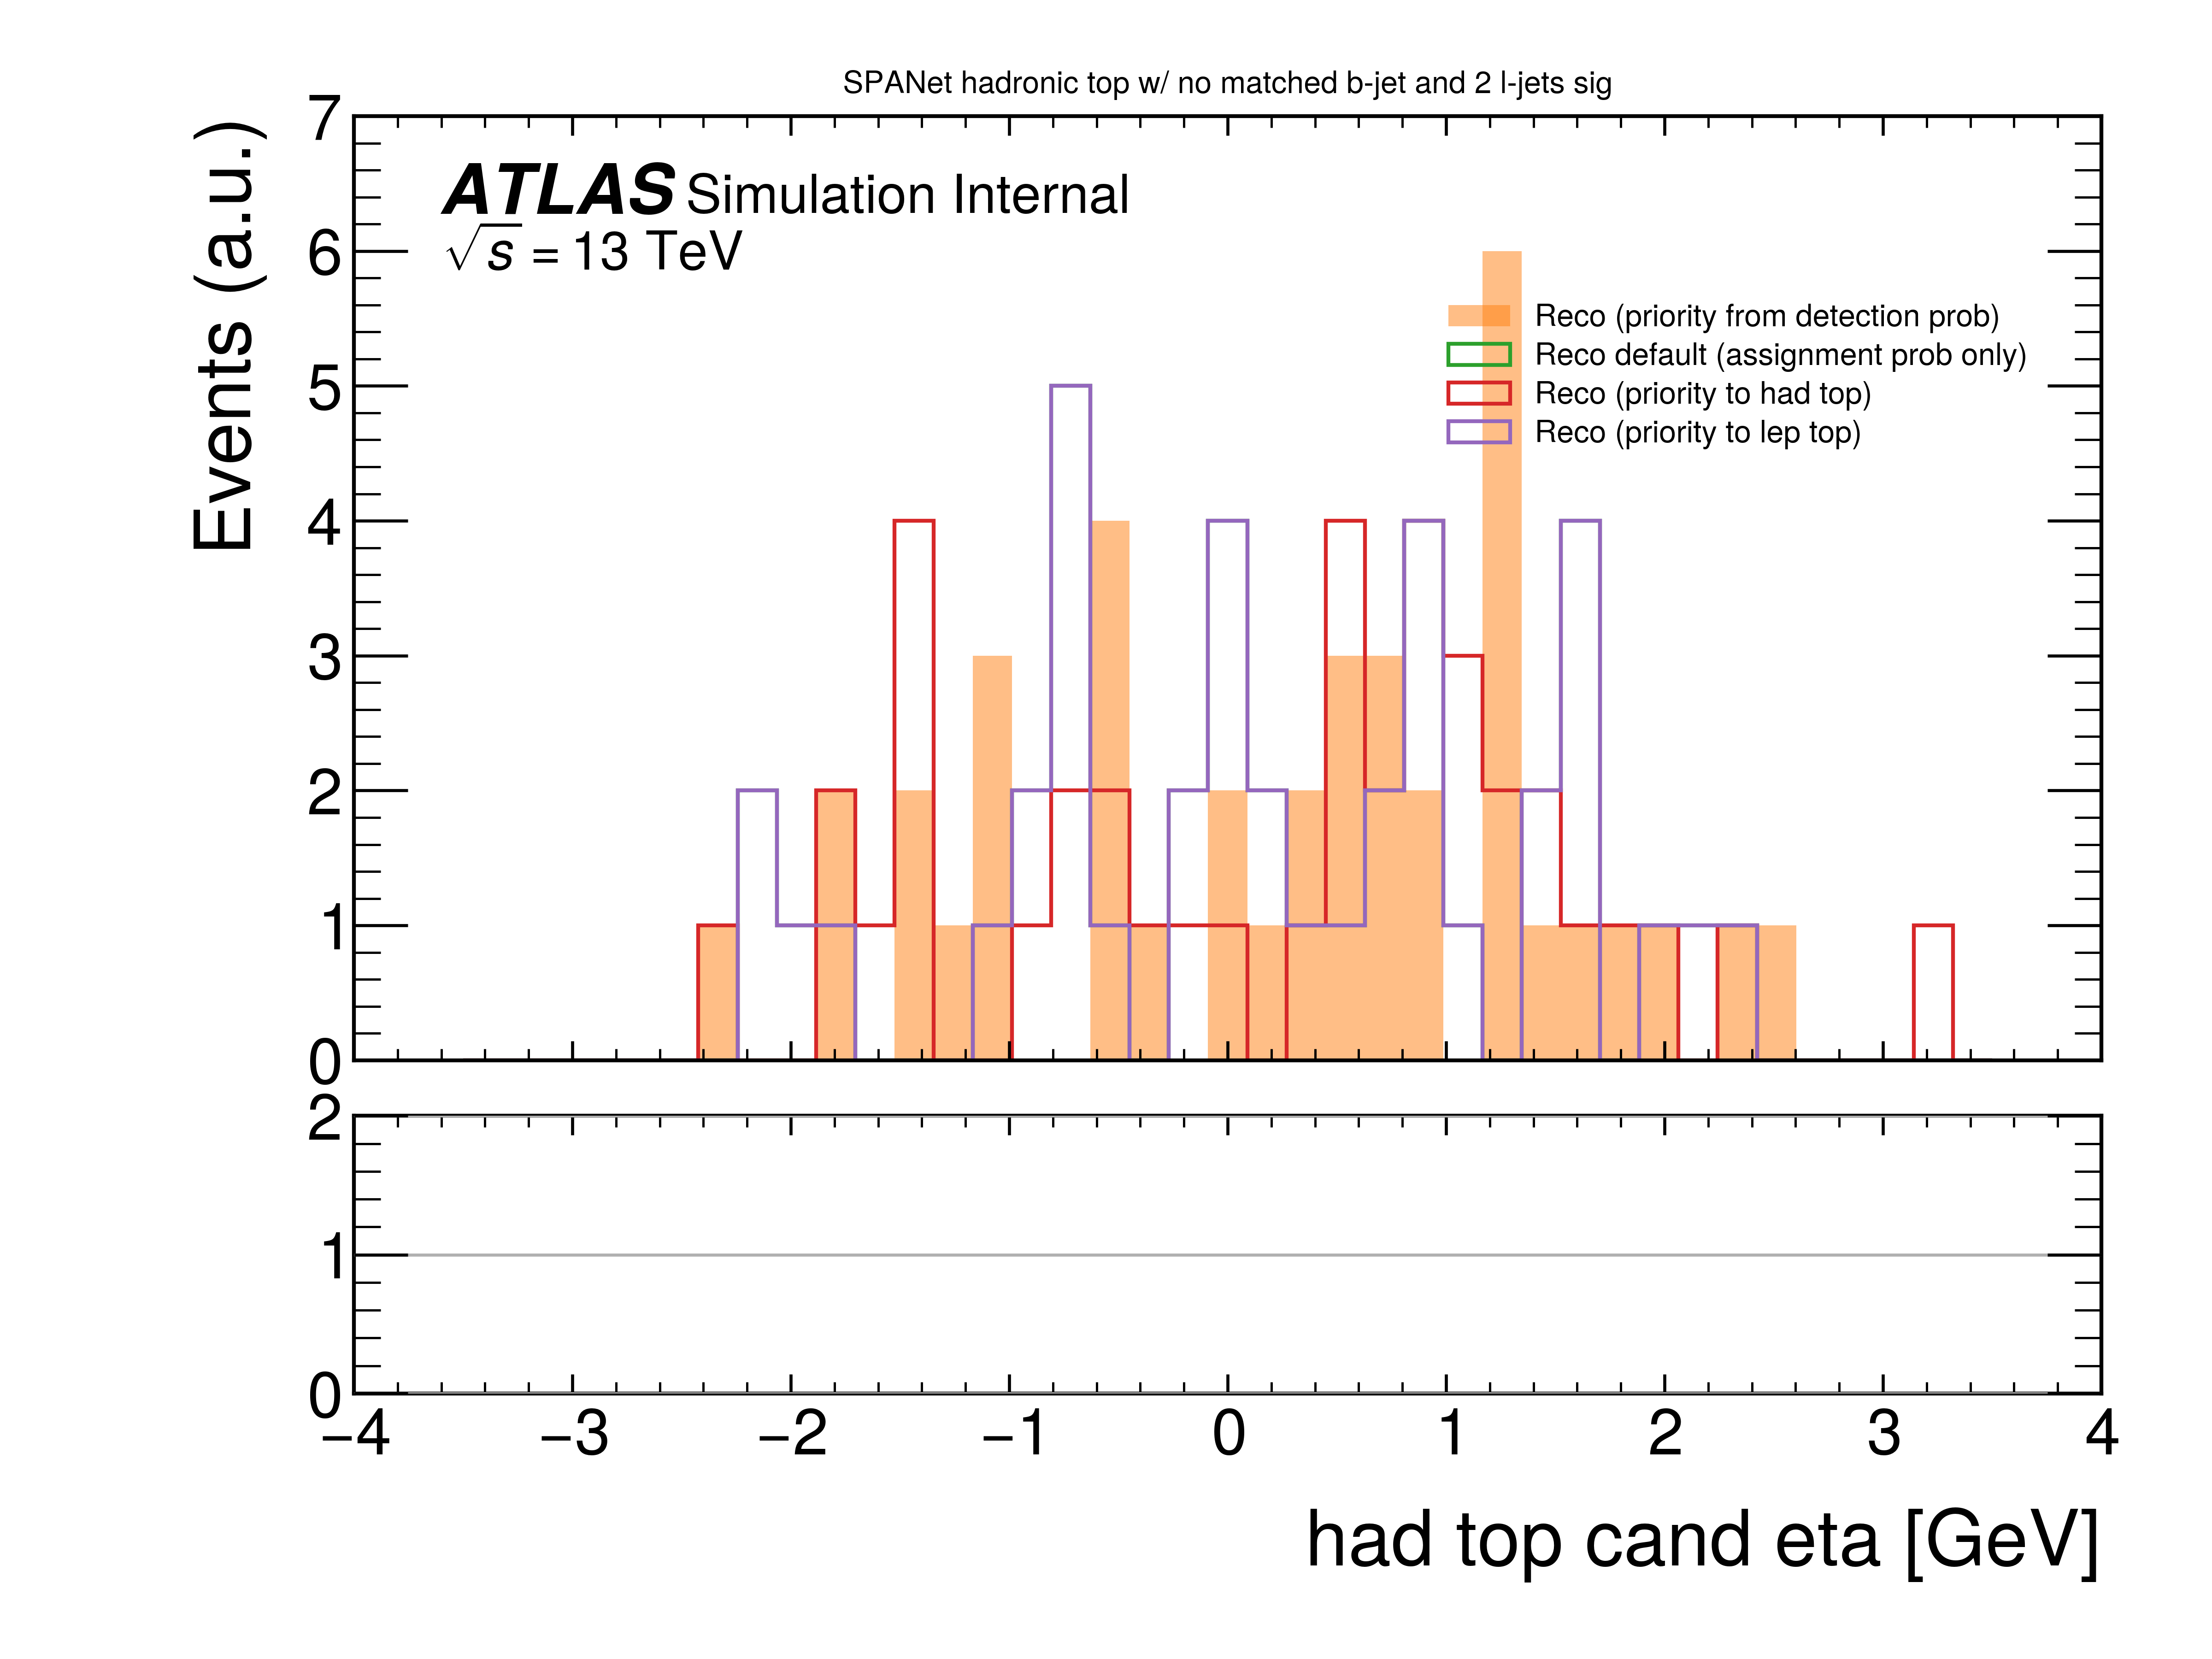 SPANet hadronic top w/ no matched b-jet and 2 l-jets sig
7
ATLAS Simulation Internal
√s = 13 TeV
6
Events (a.u.)
Reco (priority from detection prob)
Reco default (assignment prob only)
Reco (priority to had top)
Reco (priority to lep top)
5
4
3
2
1
0
2
1
0
−4 −3 −2 −1 0 1 2 3 4
had top cand eta [GeV]